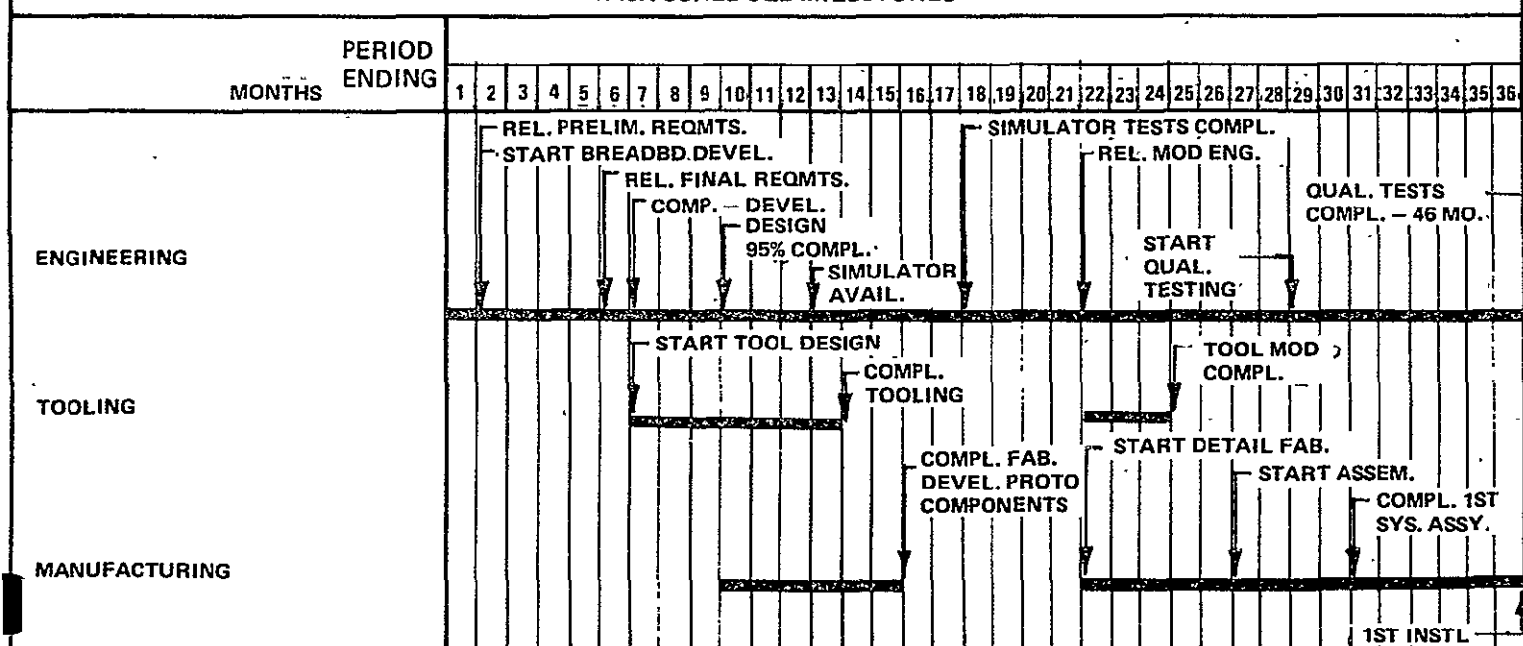 PERIOD
MONTHS ENDING
1 2 3 4 5 6 7 8 9 10 11 12 13 14 15 16 17 18 19 20 21 22 23 24 25 26 27 28 29 30 31 32 33 34 35 36
REL. PRELIM. REQMTS.
START BREADBD. DEVEL.
REL. FINAL REQMTS.
COMP. – DEVEL.
DESIGN
95% COMPL.
SIMULATOR
AVAIL.
SIMULATOR TESTS COMPL.
REL. MOD ENG.
START
QUAL.
TESTING
QUAL. TESTS
COMPL. – 46 MO.
ENGINEERING
START TOOL DESIGN
COMPL.
TOOLING
TOOL MOD
COMPL.
TOOLING
COMPL. FAB.
DEVEL. PROTO
COMPONENTS
START DETAIL FAB.
START ASSEM.
COMPL. 1ST
SYS. ASSY.
MANUFACTURING
1ST INSTL